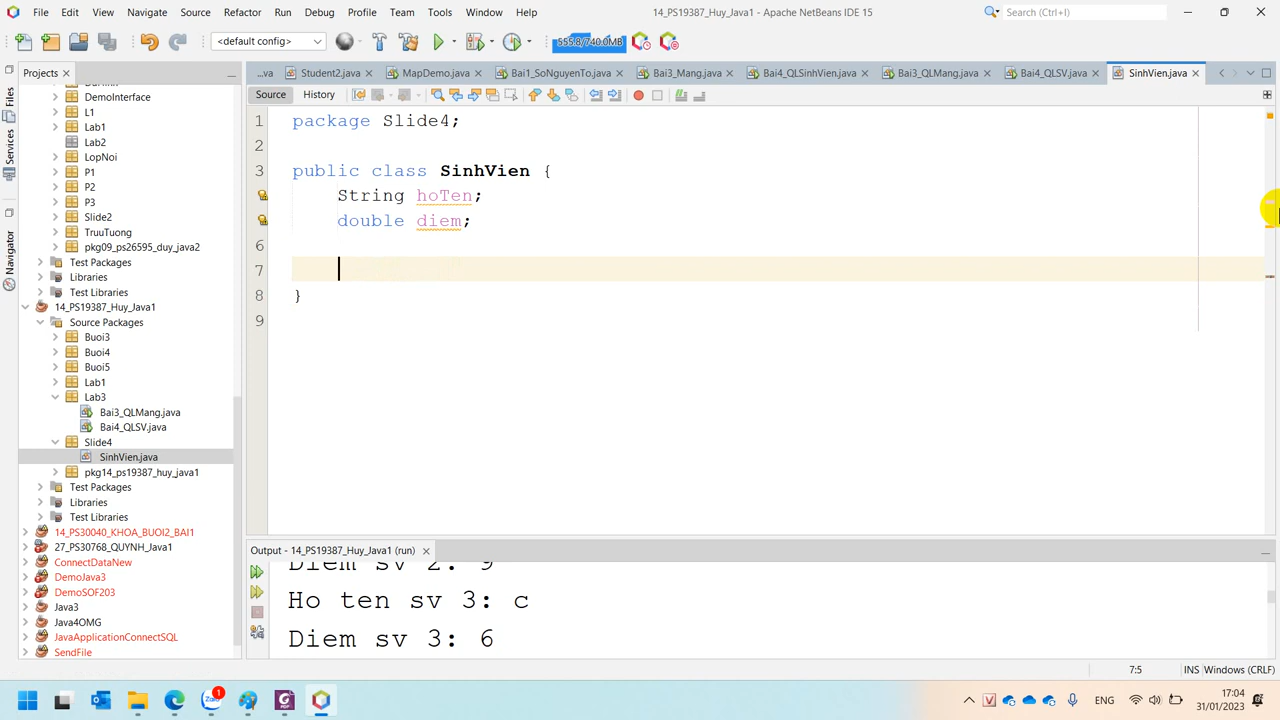 File Edit View Navigate Source Refactor Run Debug Profile Team Tools Window Help
14_PS19387_Huy_Java1 - Apache NetBeans IDE 15
Search (Ctrl+I)
<default config>
555.8/740.0MB
Projects
...va
Student2.java
MapDemo.java
Bai1_SoNguyenTo.java
Bai3_Mang.java
Bai4_QLSinhVien.java
Bai3_QLMang.java
Bai4_QLSV.java
SinhVien.java
Source History
Files
Services
Navigator
DemoInterface
L1
Lab1
Lab2
LopNoi
P1
P2
P3
Slide2
TruuTuong
pkg09_ps26595_duy_java2
Test Packages
Libraries
Test Libraries
14_PS19387_Huy_Java1
Source Packages
Buoi3
Buoi4
Buoi5
Lab1
Lab3
Bai3_QLMang.java
Bai4_QLSV.java
Slide4
SinhVien.java
pkg14_ps19387_huy_java1
Test Packages
Libraries
Test Libraries
14_PS30040_KHOA_BUOI2_BAI1
27_PS30768_QUYNH_Java1
ConnectDataNew
DemoJava3
DemoSOF203
Java3
Java4OMG
JavaApplicationConnectSQL
SendFile
1 package Slide4;
2
3 public class SinhVien {
String hoTen;
double diem;
6
7
8 }
9
Output - 14_PS19387_Huy_Java1 (run)
Diem sv 2: 9
Ho ten sv 3: c
Diem sv 3: 6
7:5
INS Windows (CRLF)
Zalo
1
PDF
ENG
17:04
31/01/2023